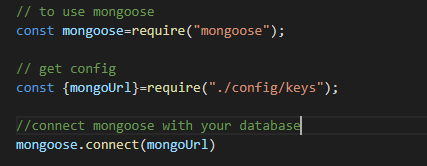 // to use mongoose
const mongoose=require("mongoose");
// get config
const {mongoUrl}=require("./config/keys");
//connect mongoose with your database
mongoose.connect(mongoUrl)